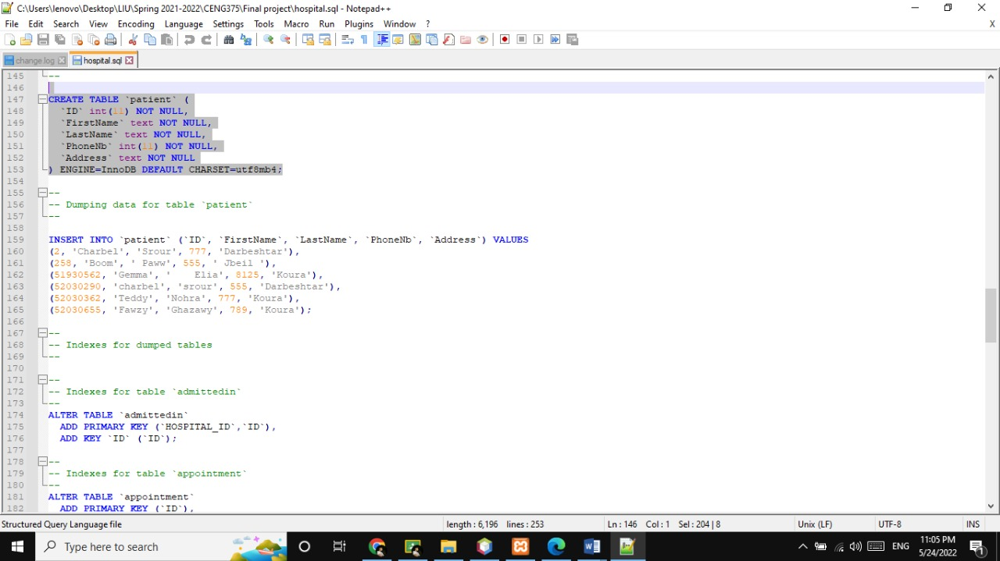 C:\Users\lenovo\Desktop\LIU\Spring 2021-2022\CENG375\Final project\hospital.sql - Notepad++
File Edit Search View Encoding Language Settings Tools Macro Run Plugins Window ? X
change.log hospital.sql
145 --
146
147 CREATE TABLE `patient` (
148 `ID` int(11) NOT NULL,
149 `FirstName` text NOT NULL,
150 `LastName` text NOT NULL,
151 `PhoneNb` int(11) NOT NULL,
152 `Address` text NOT NULL
153 ) ENGINE=InnoDB DEFAULT CHARSET=utf8mb4;
154
155 --
156 -- Dumping data for table `patient`
157 --
158
159 INSERT INTO `patient` (`ID`, `FirstName`, `LastName`, `PhoneNb`, `Address`) VALUES
160 (2, 'Charbel', 'Srour', 777, 'Darbeshtar'),
161 (258, 'Boom', ' Paww', 555, ' Jbeil '),
162 (51930562, 'Gemma', '    Elia', 8125, 'Koura'),
163 (52030290, 'charbel', 'srour', 555, 'Darbeshtar'),
164 (52030362, 'Teddy', 'Nohra', 777, 'Koura'),
165 (52030655, 'Fawzy', 'Ghazawy', 789, 'Koura');
166
167 --
168 -- Indexes for dumped tables
169 --
170
171 --
172 -- Indexes for table `admittedin`
173 --
174 ALTER TABLE `admittedin`
175 ADD PRIMARY KEY (`HOSPITAL_ID`,`ID`),
176 ADD KEY `ID` (`ID`);
177
178 --
179 -- Indexes for table `appointment`
180 --
181 ALTER TABLE `appointment`
182 ADD PRIMARY KEY (`ID`),
Structured Query Language file length : 6,196 lines : 253 Ln : 146 Col : 1 Sel : 204 | 8 Unix (LF) UTF-8 INS
Type here to search ENG 11:05 PM
5/24/2022 1